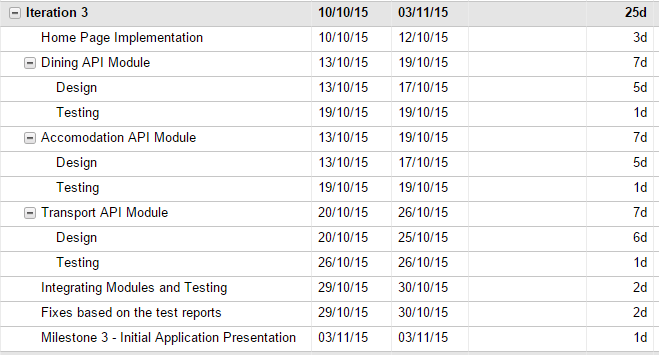 Iteration 3 10/10/15 03/11/15 25d
Home Page Implementation 10/10/15 12/10/15 3d
Dining API Module 13/10/15 19/10/15 7d
Design 13/10/15 17/10/15 5d
Testing 19/10/15 19/10/15 1d
Accomodation API Module 13/10/15 19/10/15 7d
Design 13/10/15 17/10/15 5d
Testing 19/10/15 19/10/15 1d
Transport API Module 20/10/15 26/10/15 7d
Design 20/10/15 25/10/15 6d
Testing 26/10/15 26/10/15 1d
Integrating Modules and Testing 29/10/15 30/10/15 2d
Fixes based on the test reports 29/10/15 30/10/15 2d
Milestone 3 - Initial Application Presentation 03/11/15 03/11/15 1d